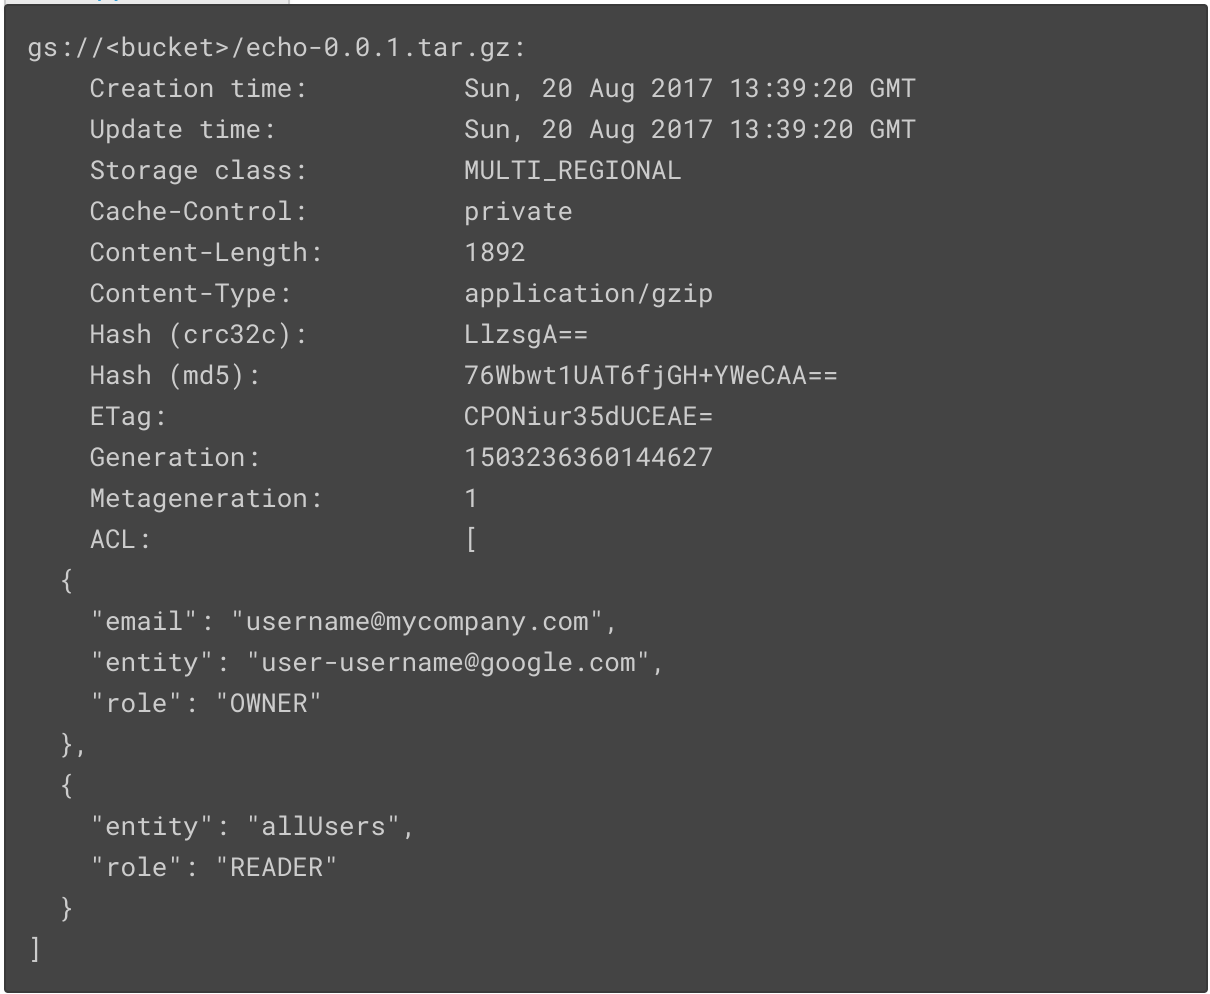 gs://<bucket>/echo-0.0.1.tar.gz:
    Creation time:          Sun, 20 Aug 2017 13:39:20 GMT
    Update time:            Sun, 20 Aug 2017 13:39:20 GMT
    Storage class:          MULTI_REGIONAL
    Cache-Control:          private
    Content-Length:         1892
    Content-Type:           application/gzip
    Hash (crc32c):          LlzsgA==
    Hash (md5):             76Wbwt1UAT6fjGH+YWeCAA==
    ETag:                   CPONiur35dUCEAE=
    Generation:             1503236360144627
    Metageneration:         1
    ACL:                    [
  {
    "email": "username@mycompany.com",
    "entity": "user-username@google.com",
    "role": "OWNER"
  },
  {
    "entity": "allUsers",
    "role": "READER"
  }
]